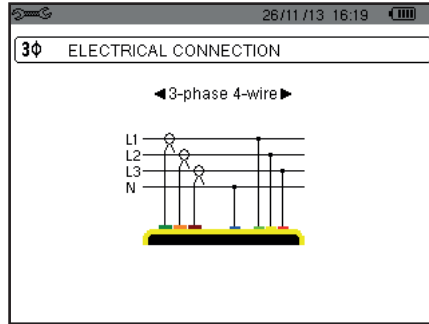 26/11/13 16:19
3Φ ELECTRICAL CONNECTION
◄3-phase 4-wire►
L1
L2
L3
N